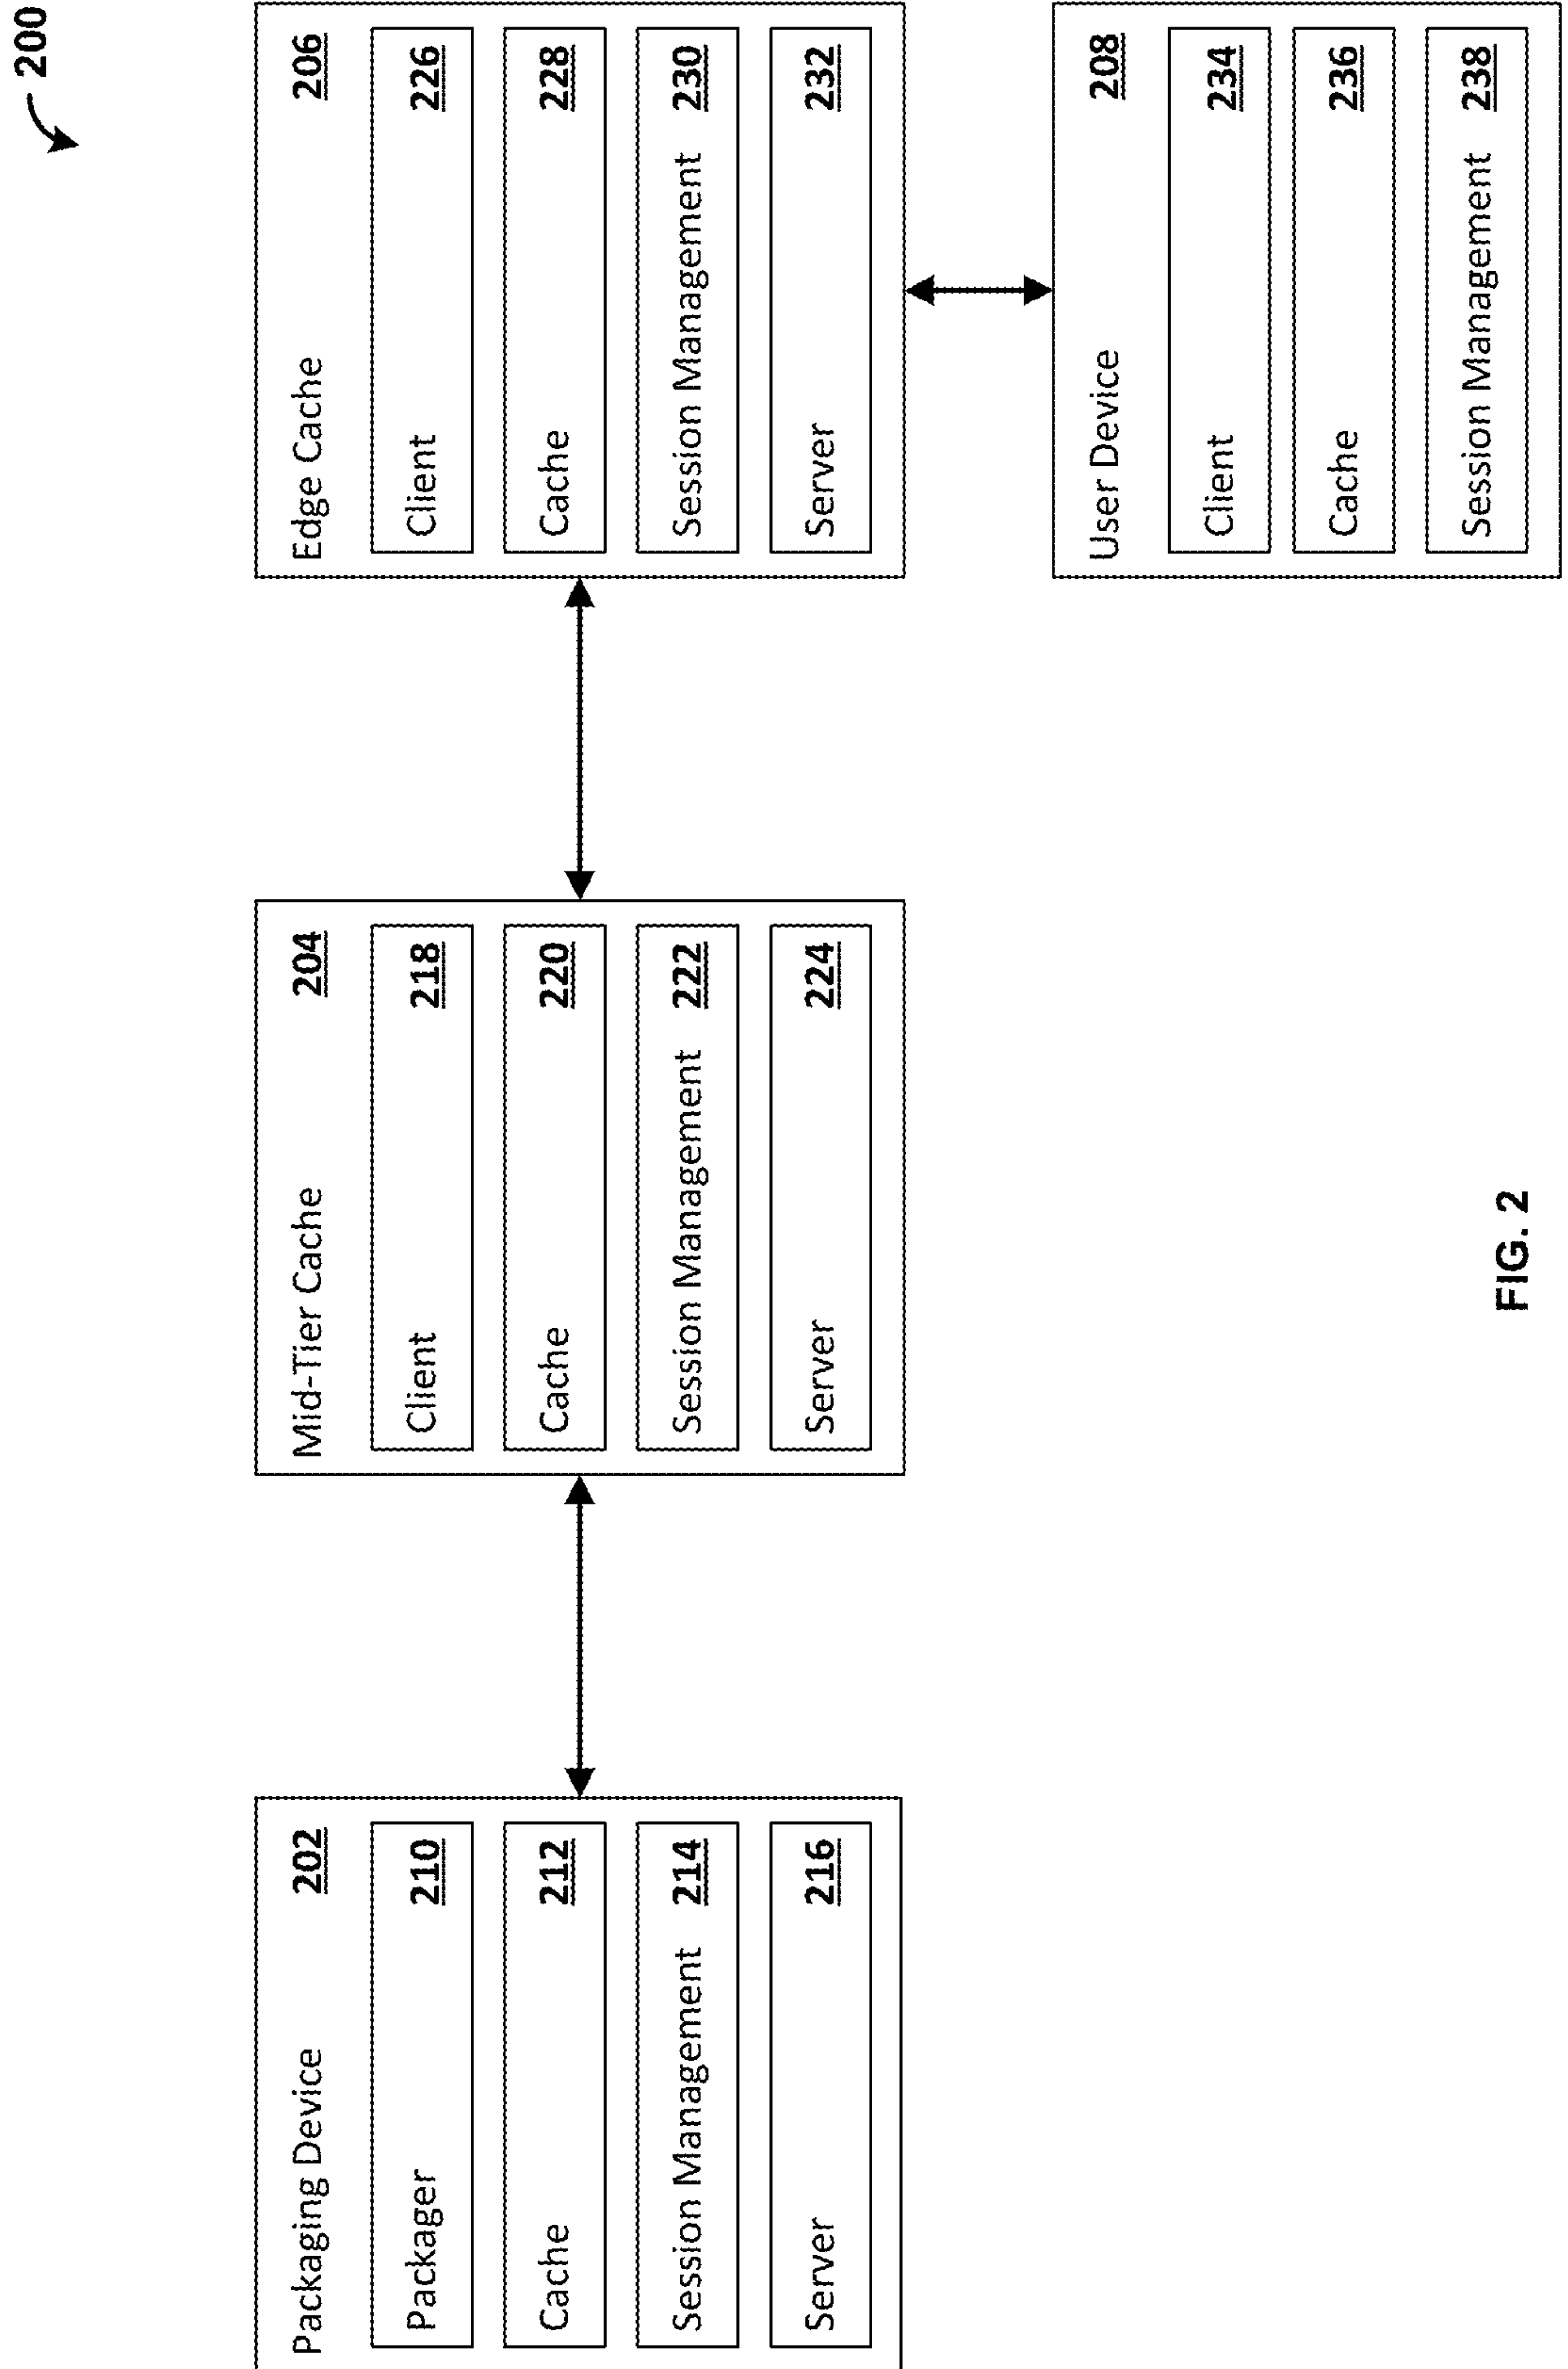 200
Packaging Device 202
Packager 210
Cache 212
Session Management 214
Server 216
Mid-Tier Cache 204
Client 218
Cache 220
Session Management 222
Server 224
Edge Cache 206
Client 226
Cache 228
Session Management 230
Server 232
User Device 208
Client 234
Cache 236
Session Management 238
FIG. 2